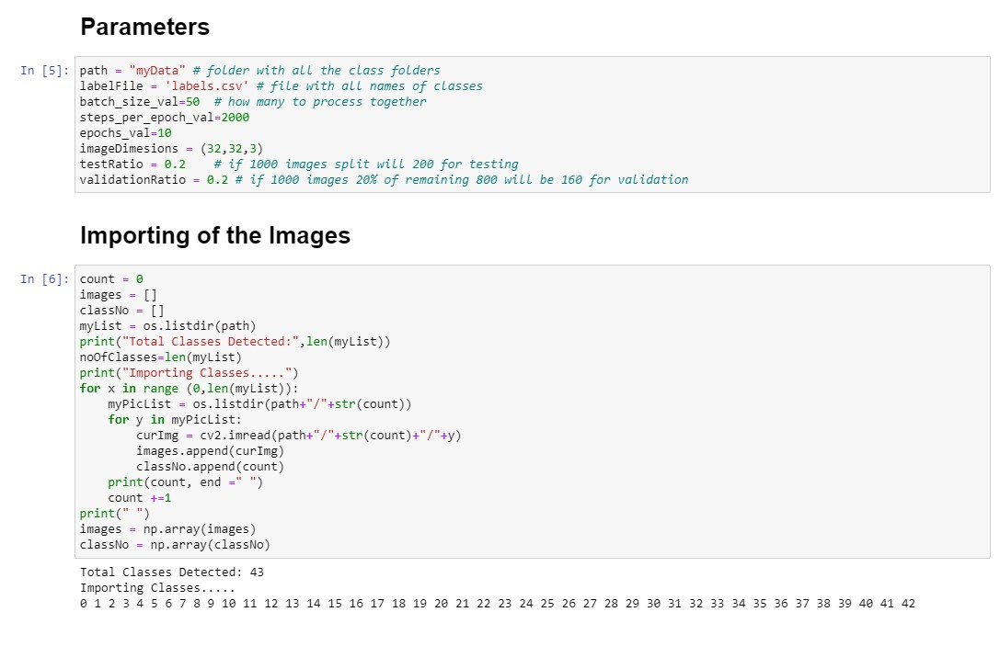 Parameters
In [5]: path = "myData" # folder with all the class folders
labelFile = 'labels.csv' # file with all names of classes
batch_size_val=50  # how many to process together
steps_per_epoch_val=2000
epochs_val=10
imageDimesions = (32,32,3)
testRatio = 0.2    # if 1000 images split will 200 for testing
validationRatio = 0.2 # if 1000 images 20% of remaining 800 will be 160 for validation
Importing of the Images
In [6]: count = 0
images = []
classNo = []
myList = os.listdir(path)
print("Total Classes Detected:",len(myList))
noOfClasses=len(myList)
print("Importing Classes.....")
for x in range (0,len(myList)):
    myPicList = os.listdir(path+"/"+str(count))
    for y in myPicList:
        curImg = cv2.imread(path+"/"+str(count)+"/"+y)
        images.append(curImg)
        classNo.append(count)
    print(count, end =" ")
    count +=1
print(" ")
images = np.array(images)
classNo = np.array(classNo)
Total Classes Detected: 43
Importing Classes.....
0 1 2 3 4 5 6 7 8 9 10 11 12 13 14 15 16 17 18 19 20 21 22 23 24 25 26 27 28 29 30 31 32 33 34 35 36 37 38 39 40 41 42